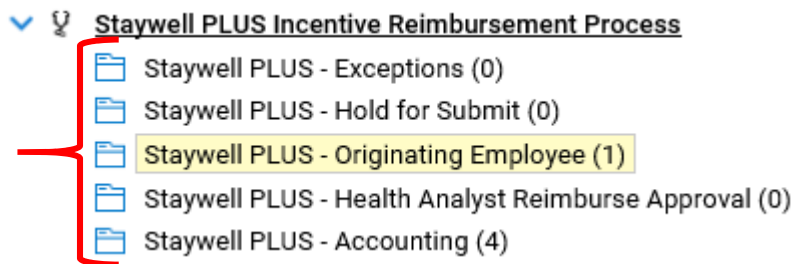 Staywell PLUS Incentive Reimbursement Process
Staywell PLUS - Exceptions (0)
Staywell PLUS - Hold for Submit (0)
Staywell PLUS - Originating Employee (1)
Staywell PLUS - Health Analyst Reimburse Approval (0)
Staywell PLUS - Accounting (4)